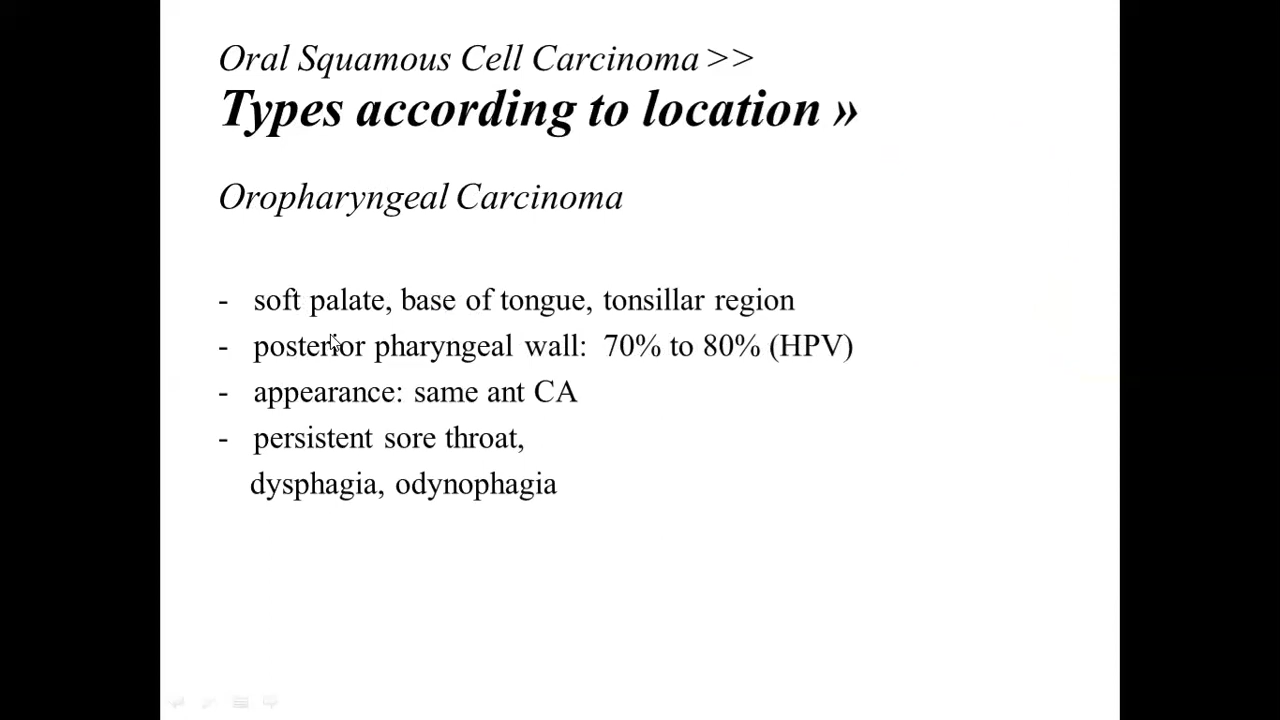 Oral Squamous Cell Carcinoma >>
Types according to location »
Oropharyngeal Carcinoma
- soft palate, base of tongue, tonsillar region
- posterior pharyngeal wall: 70% to 80% (HPV)
- appearance: same ant CA
- persistent sore throat,
dysphagia, odynophagia